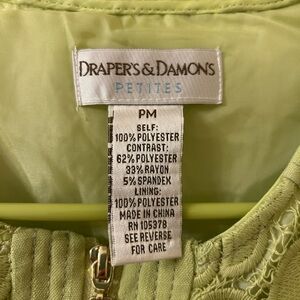 DRAPER'S & DAMON'S
PETITES
PM
SELF:
100% POLYESTER
CONTRAST:
62% POLYESTER
33% RAYON
5% SPANDEX
LINING:
100% POLYESTER
MADE IN CHINA
RN 105378
SEE REVERSE
FOR CARE